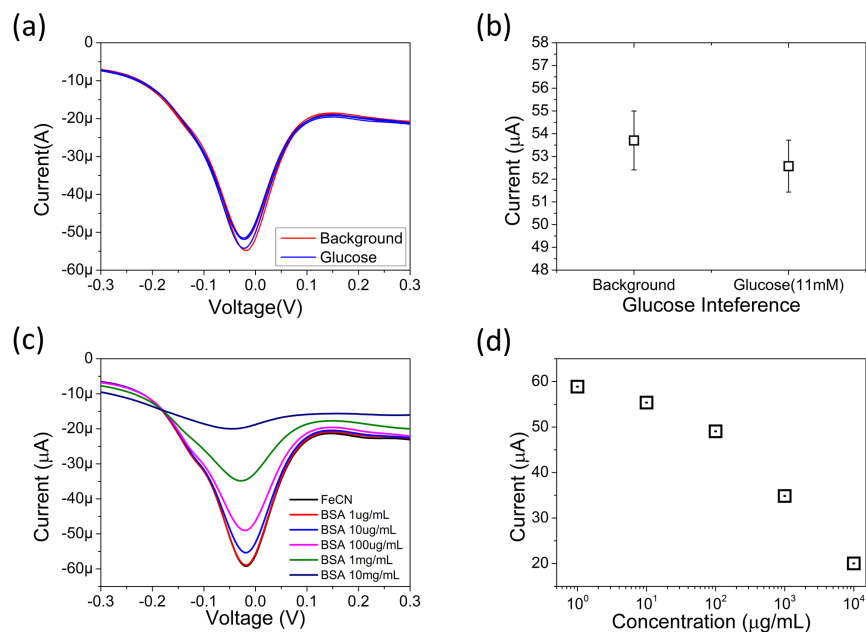 (a)
0
-10µ
-20µ
-30µ
-40µ
-50µ
-60µ
Current(A)
Background
Glucose
-0.3 -0.2 -0.1 0.0 0.1 0.2 0.3
Voltage(V)
(b)
58
57
56
55
54
53
52
51
50
49
48
Current (µA)
Background Glucose(11mM)
Glucose Inteference
(c)
0
-10µ
-20µ
-30µ
-40µ
-50µ
-60µ
Current (µA)
FeCN
BSA 1ug/mL
BSA 10ug/mL
BSA 100ug/mL
BSA 1mg/mL
BSA 10mg/mL
-0.3 -0.2 -0.1 0.0 0.1 0.2 0.3
Voltage (V)
(d)
60
50
40
30
20
Current (µA)
10⁰ 10¹ 10² 10³ 10⁴
Concentration (µg/mL)